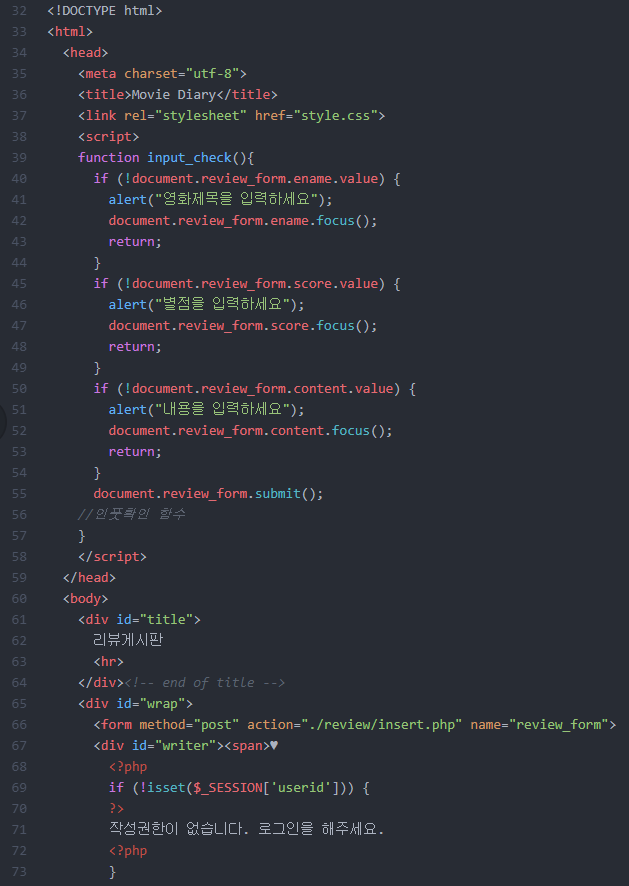 32 <!DOCTYPE html>
33 <html>
34 <head>
35 <meta charset="utf-8">
36 <title>Movie Diary</title>
37 <link rel="stylesheet" href="style.css">
38 <script>
39 function input_check(){
40 if (!document.review_form.ename.value) {
41 alert("영화제목을 입력하세요");
42 document.review_form.ename.focus();
43 return;
44 }
45 if (!document.review_form.score.value) {
46 alert("별점을 입력하세요");
47 document.review_form.score.focus();
48 return;
49 }
50 if (!document.review_form.content.value) {
51 alert("내용을 입력하세요");
52 document.review_form.content.focus();
53 return;
54 }
55 document.review_form.submit();
56 //인풋확인 함수
57 }
58 </script>
59 </head>
60 <body>
61 <div id="title">
62 리뷰게시판
63 <hr>
64 </div><!-- end of title -->
65 <div id="wrap">
66 <form method="post" action="./review/insert.php" name="review_form">
67 <div id="writer"><span>♥
68 <?php
69 if (!isset($_SESSION['userid'])) {
70 ?>
71 작성권한이 없습니다. 로그인을 해주세요.
72 <?php
73 }